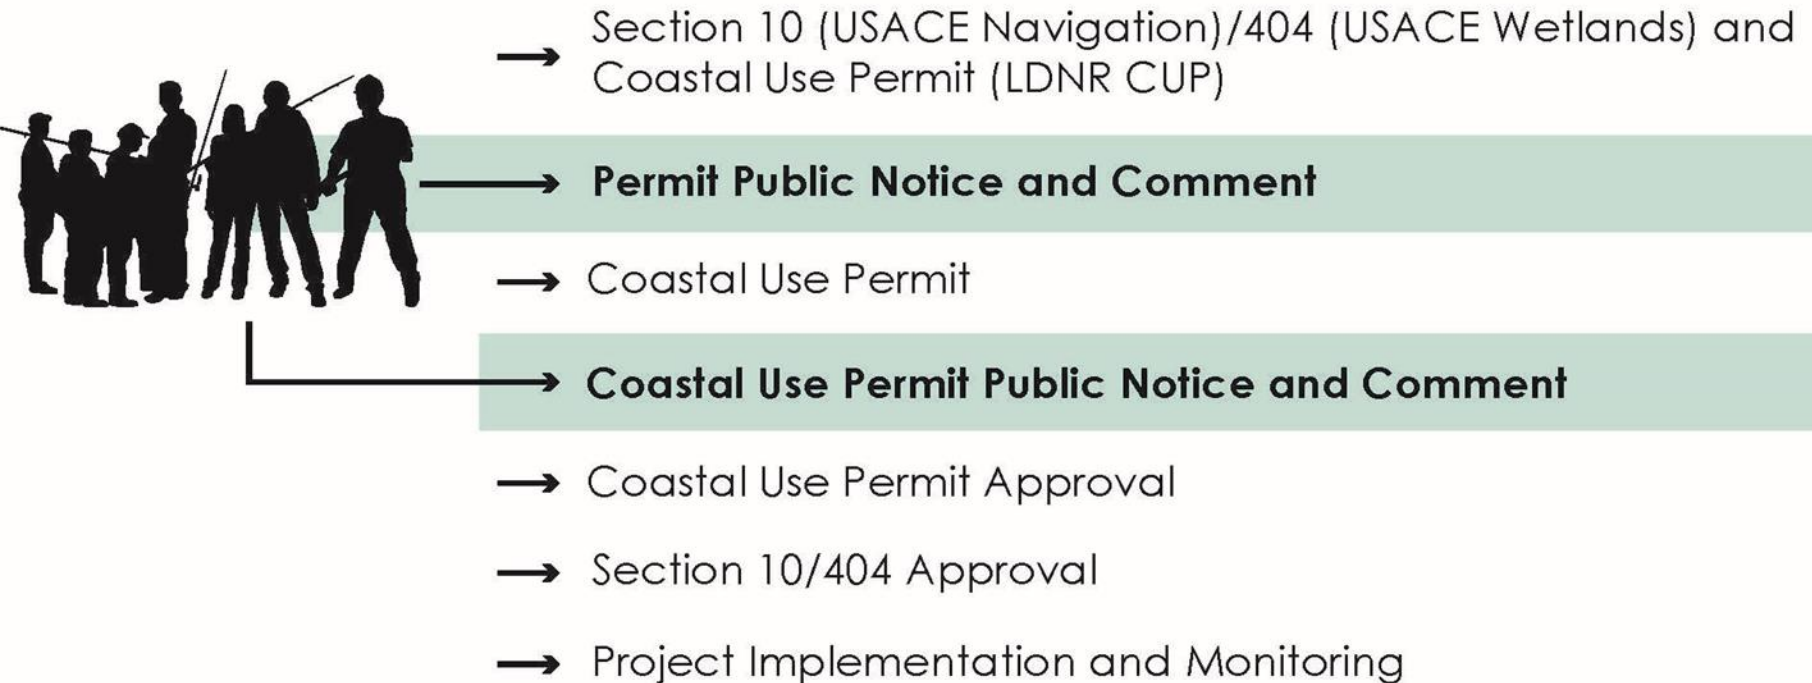 Section 10 (USACE Navigation)/404 (USACE Wetlands) and
Coastal Use Permit (LDNR CUP)
Permit Public Notice and Comment
Coastal Use Permit
Coastal Use Permit Public Notice and Comment
Coastal Use Permit Approval
Section 10/404 Approval
Project Implementation and Monitoring